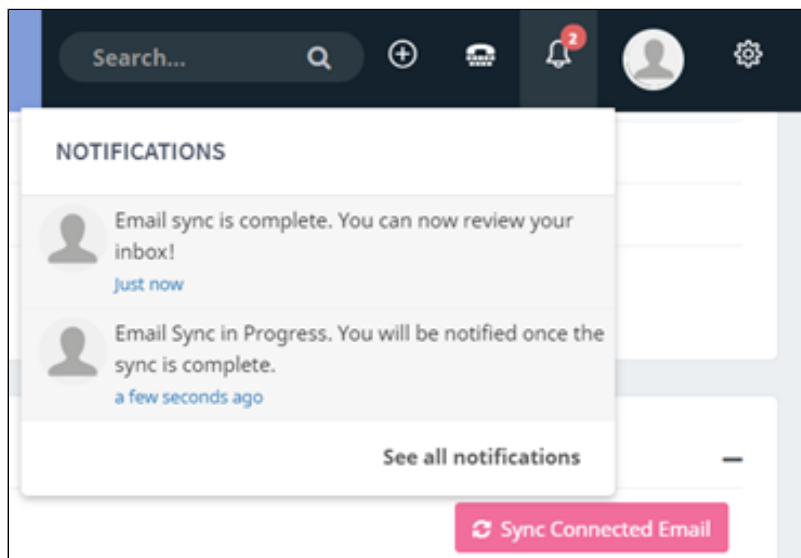 Search...
2
NOTIFICATIONS
Email sync is complete. You can now review your
inbox!
Just now
Email Sync in Progress. You will be notified once the
sync is complete.
a few seconds ago
See all notifications
Sync Connected Email